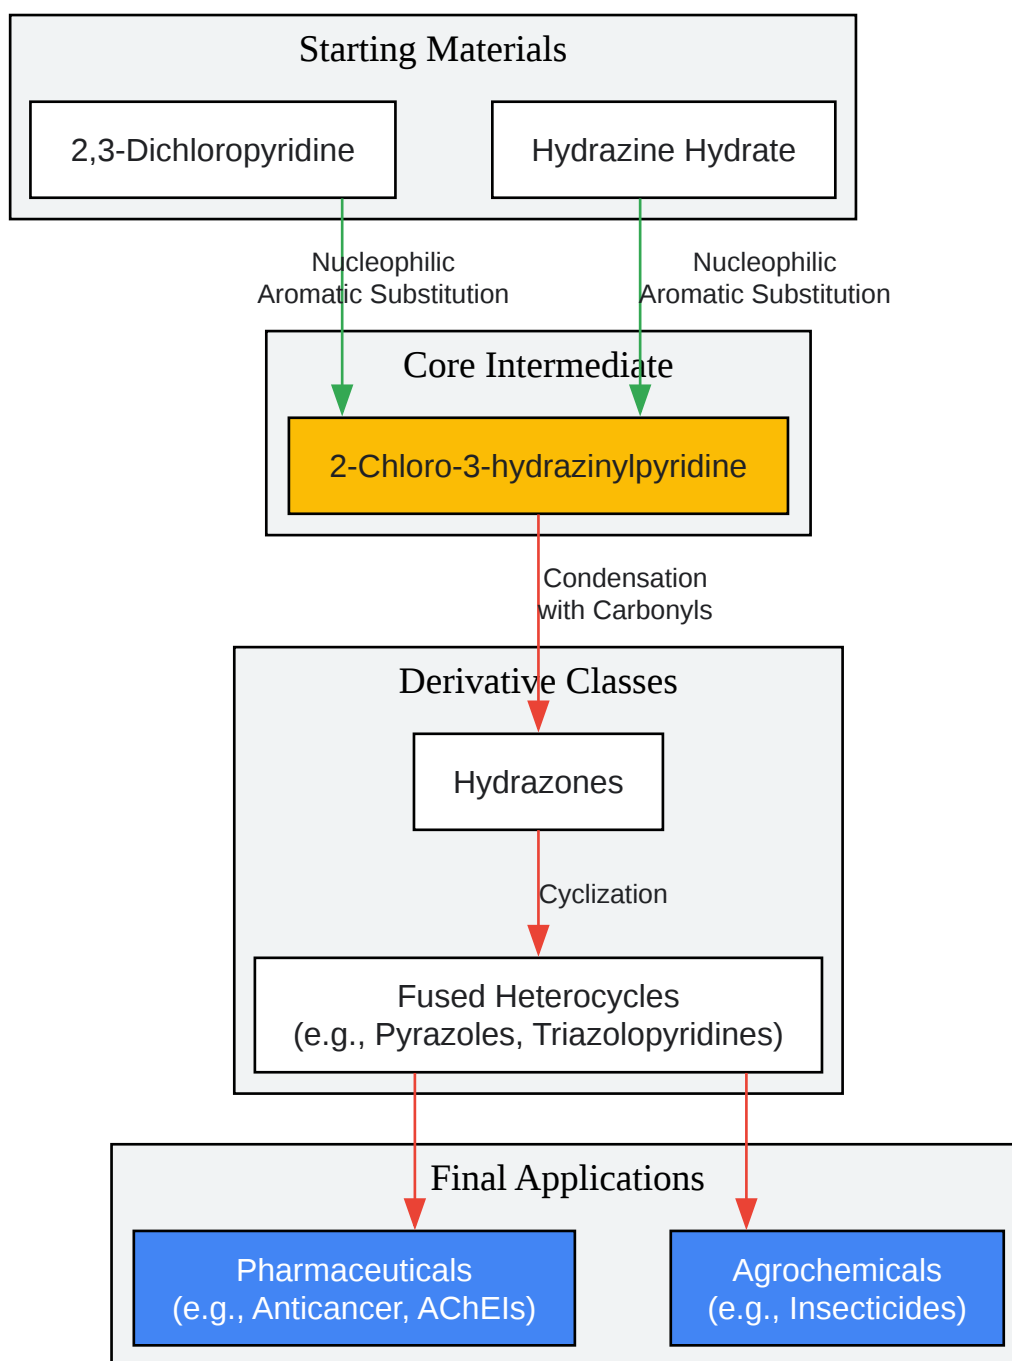 Starting Materials
2,3-Dichloropyridine
Hydrazine Hydrate
Nucleophilic
Aromatic Substitution
Nucleophilic
Aromatic Substitution
Core Intermediate
2-Chloro-3-hydrazinylpyridine
Condensation
with Carbonyls
Derivative Classes
Hydrazones
Cyclization
Fused Heterocycles
(e.g., Pyrazoles, Triazolopyridines)
Final Applications
Pharmaceuticals
(e.g., Anticancer, AChEIs)
Agrochemicals
(e.g., Insecticides)